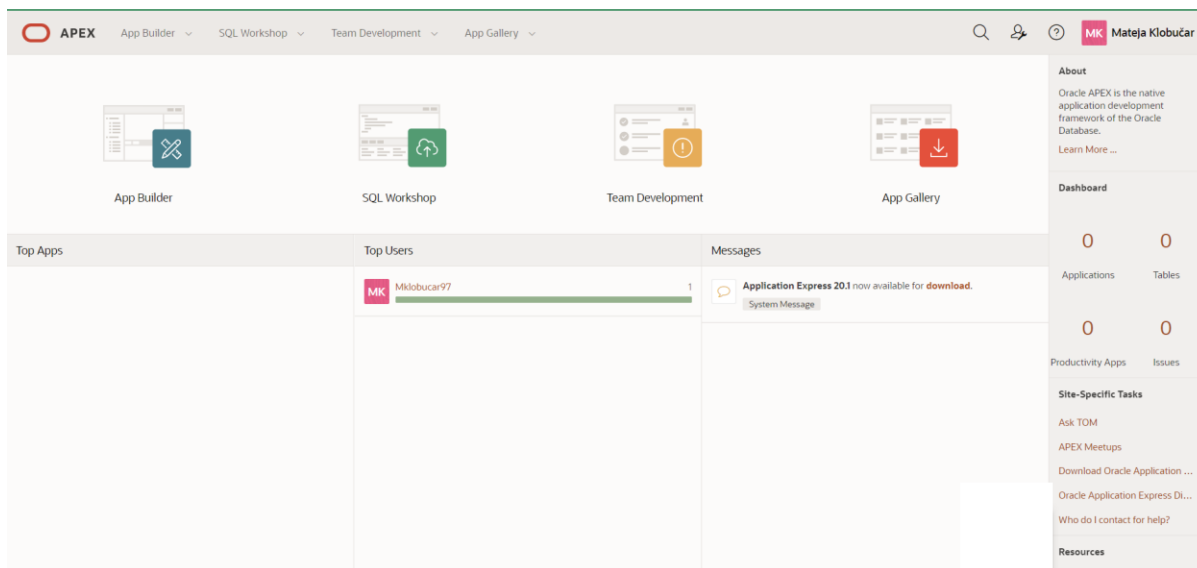 APEX App Builder SQL Workshop Team Development App Gallery MK Mateja Klobučar
App Builder
SQL Workshop
Team Development
App Gallery
Top Apps
Top Users
MK Mklobucar97 1
Messages
Application Express 20.1 now available for download.
System Message
About
Oracle APEX is the native
application development
framework of the Oracle
Database.
Learn More ...
Dashboard
0 0
Applications Tables
0 0
Productivity Apps Issues
Site-Specific Tasks
Ask TOM
APEX Meetups
Download Oracle Application ...
Oracle Application Express Di...
Who do I contact for help?
Resources